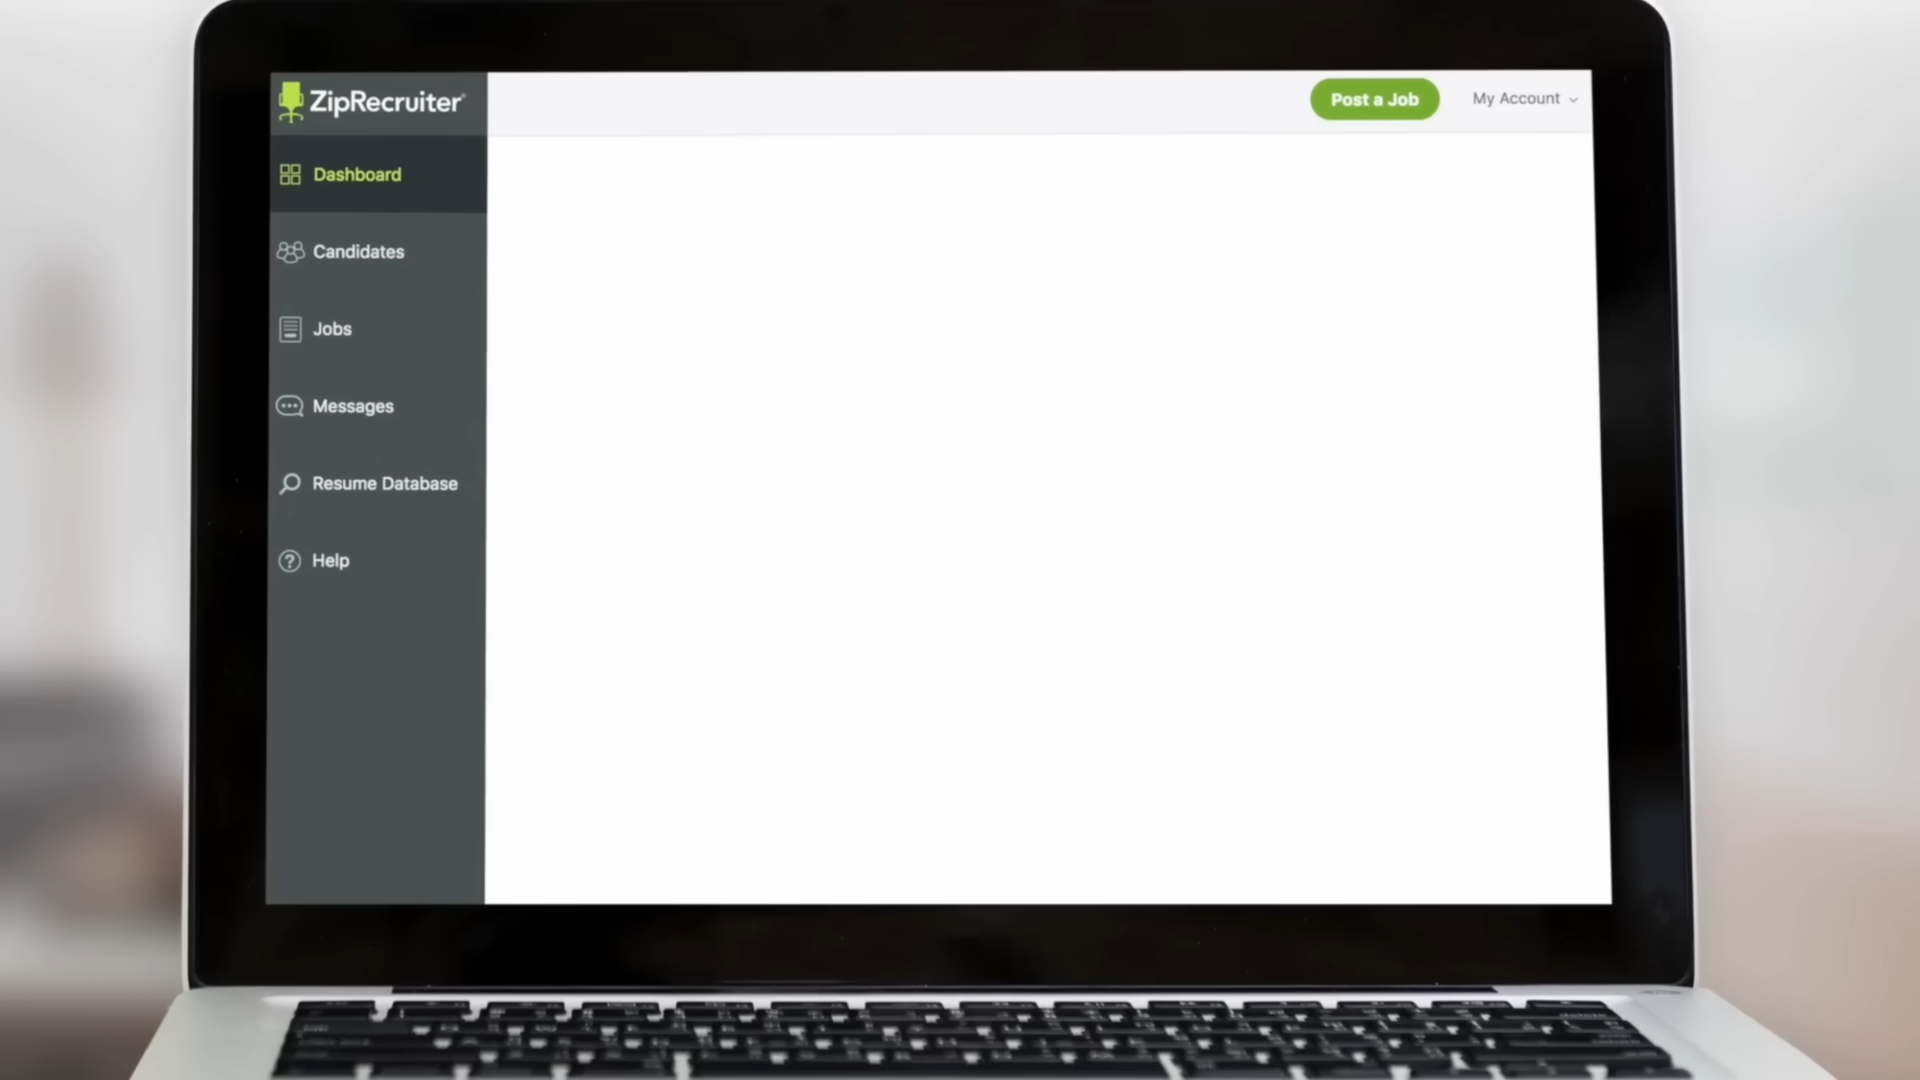 ZipRecruiter
Post a Job
My Account
Dashboard
Candidates
Jobs
Messages
Resume Database
Help